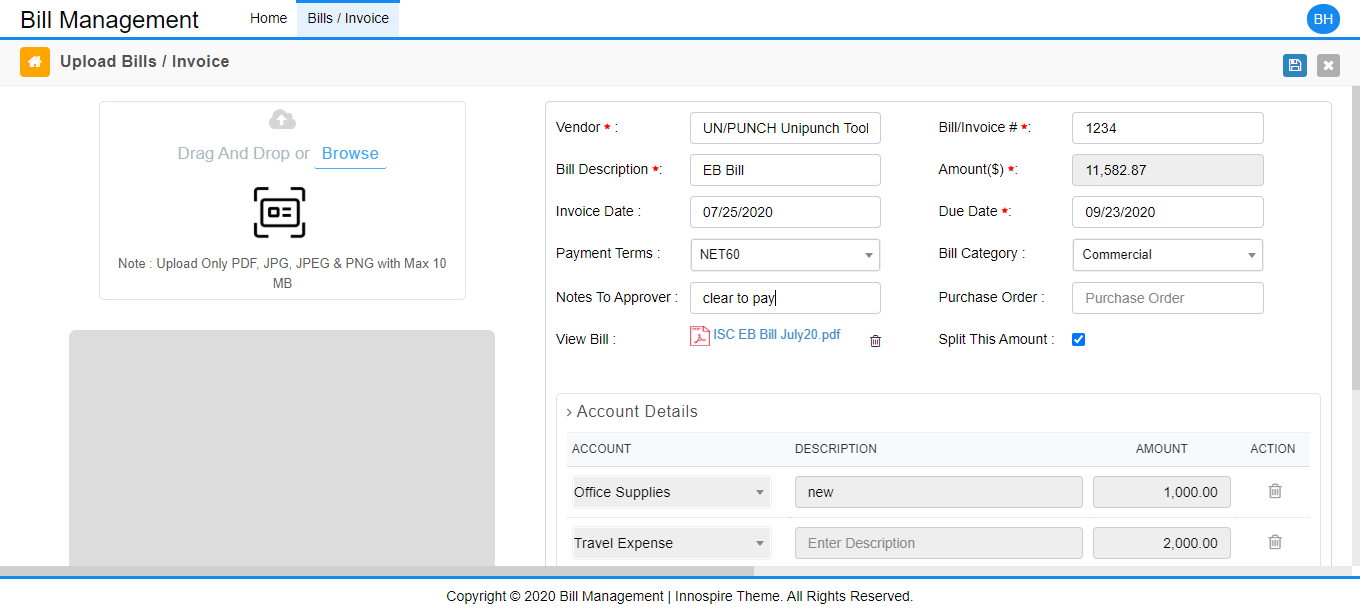 Bill Management Home Bills / Invoice BH
Upload Bills / Invoice
Drag And Drop or Browse
Note : Upload Only PDF, JPG, JPEG & PNG with Max 10
MB
Vendor * : UN/PUNCH Unipunch Tool Bill/Invoice # *: 1234
Bill Description *: EB Bill Amount($) *: 11,582.87
Invoice Date : 07/25/2020 Due Date *: 09/23/2020
Payment Terms : NET60 Bill Category : Commercial
Notes To Approver : clear to pay Purchase Order : Purchase Order
View Bill : ISC EB Bill July20.pdf Split This Amount :
> Account Details
ACCOUNT DESCRIPTION AMOUNT ACTION
Office Supplies new 1,000.00
Travel Expense Enter Description 2,000.00
Copyright © 2020 Bill Management | Innospire Theme. All Rights Reserved.